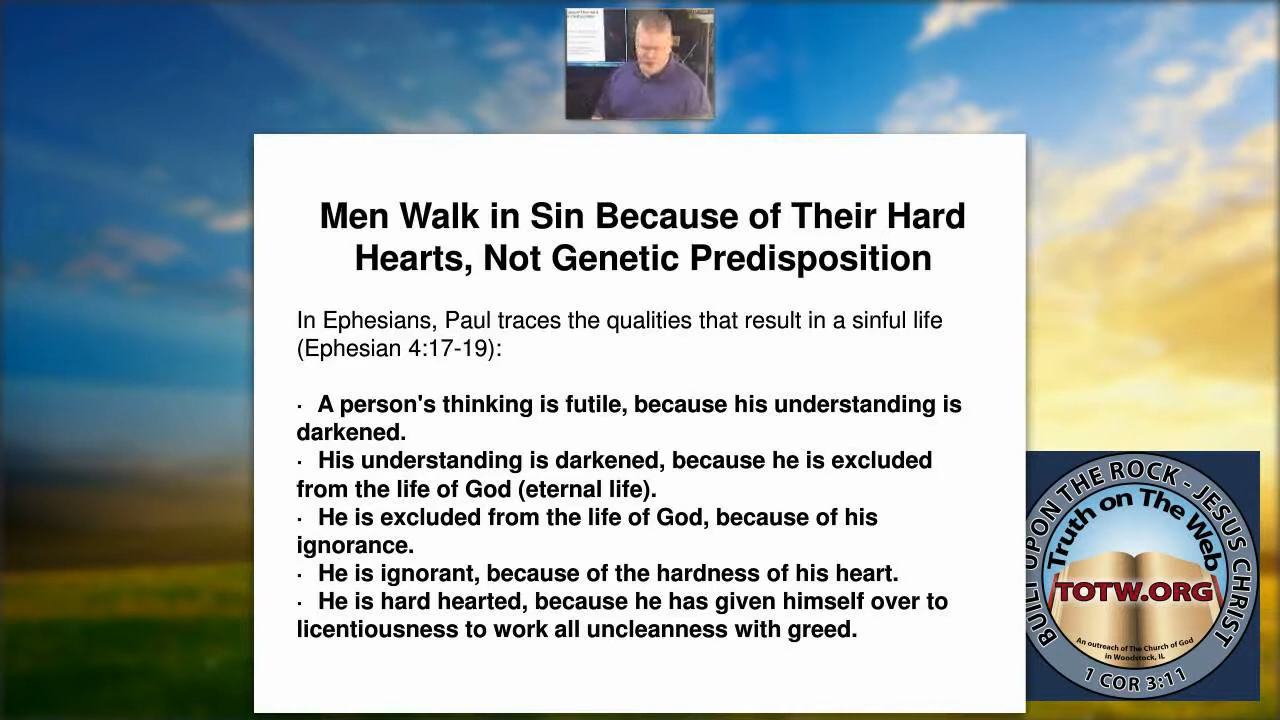 Men Walk in Sin Because of Their Hard
Hearts, Not Genetic Predisposition
In Ephesians, Paul traces the qualities that result in a sinful life
(Ephesian 4:17-19):
· A person's thinking is futile, because his understanding is
darkened.
· His understanding is darkened, because he is excluded
from the life of God (eternal life).
· He is excluded from the life of God, because of his
ignorance.
· He is ignorant, because of the hardness of his heart.
· He is hard hearted, because he has given himself over to
licentiousness to work all uncleanness with greed.
BUILT UPON THE ROCK - JESUS CHRIST
Truth on The Web
TOTW.ORG
An outreach of The Church of God
in Woodstock, IL
1 COR 3:11